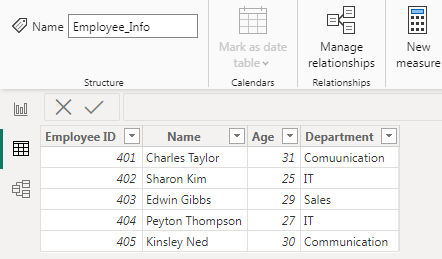 Name Employee_Info
Mark as date
table
Manage
relationships
New
measure
Structure
Calendars
Relationships
Employee ID Name Age Department
401 Charles Taylor 31 Comuunication
402 Sharon Kim 25 IT
403 Edwin Gibbs 29 Sales
404 Peyton Thompson 27 IT
405 Kinsley Ned 30 Communication